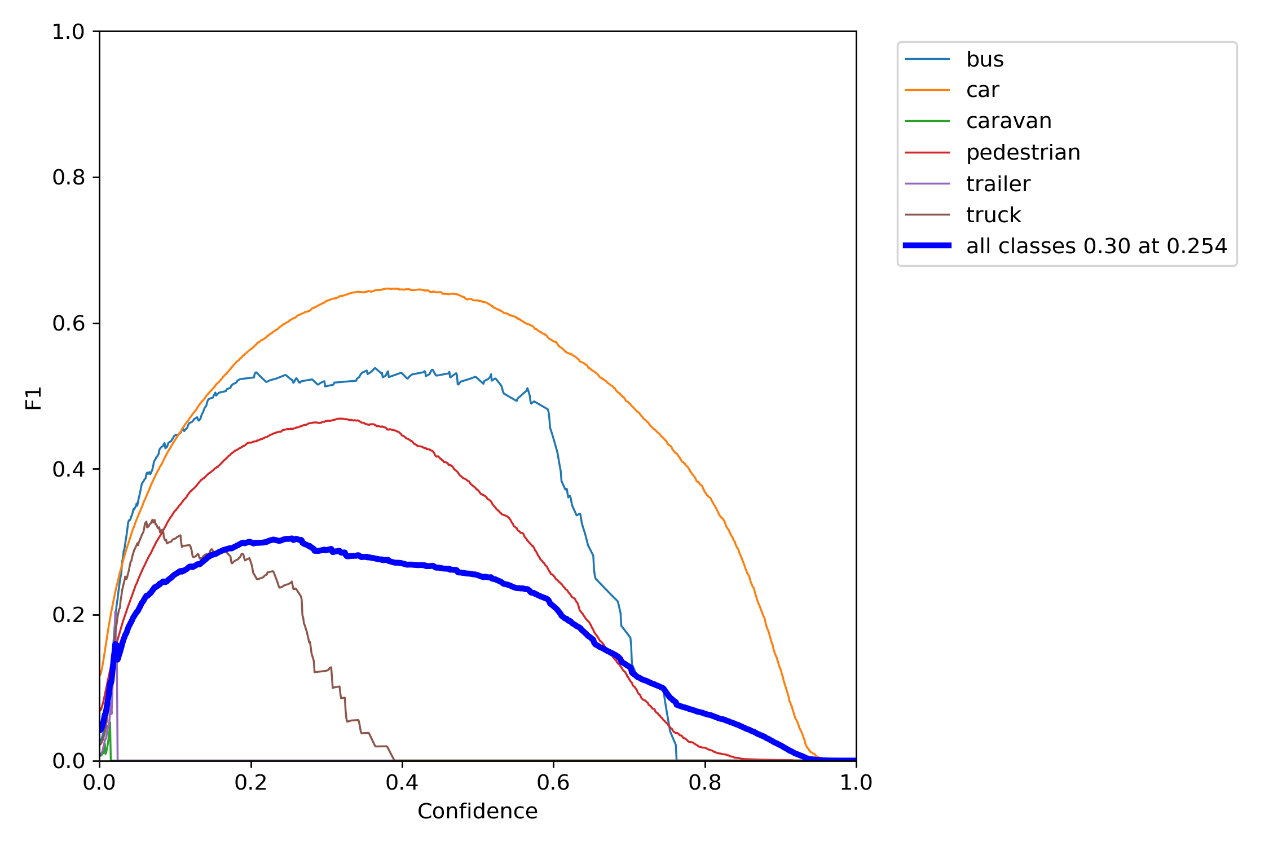 1.0
0.8
0.6
0.4
0.2
0.0
F1
0.0 0.2 0.4 0.6 0.8 1.0
Confidence
bus
car
caravan
pedestrian
trailer
truck
all classes 0.30 at 0.254